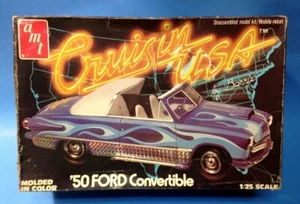 amt
Unassembled model kit/Modèle réduit
Cruisin USA
TM
MOLDED
IN COLOR
'50 FORD Convertible
1/25 SCALE